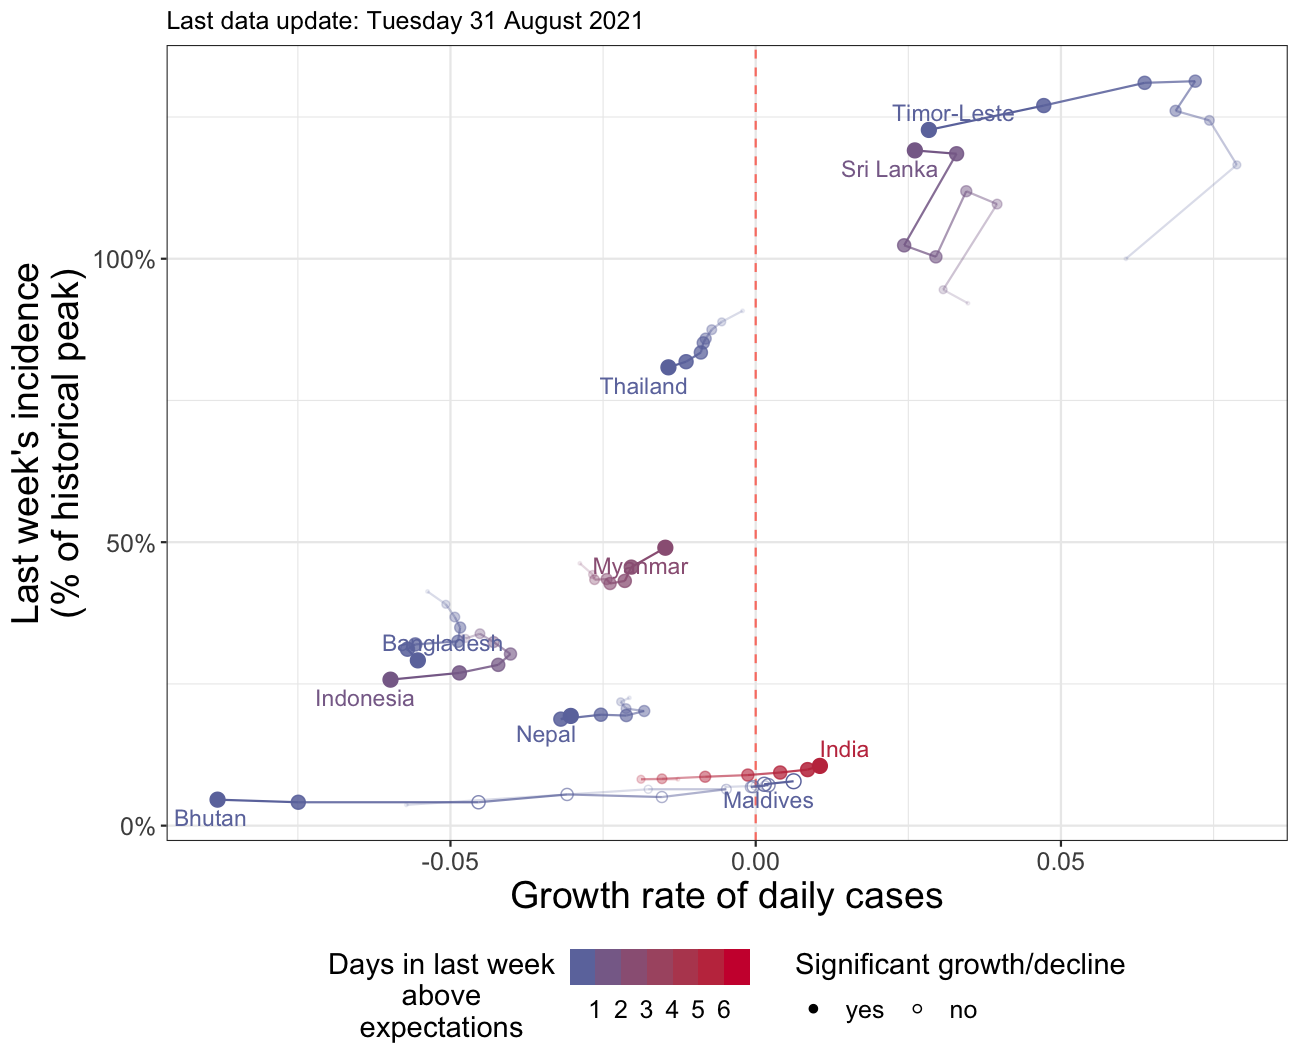 Last data update: Tuesday 31 August 2021
Timor-Leste
Sri Lanka
Thailand
Myanmar
Bangladesh
Indonesia
Nepal
India
Maldives
Bhutan
Last week's incidence
(% of historical peak)
100%
50%
0%
-0.05
0.00
0.05
Growth rate of daily cases
Days in last week
above
expectations
1 2 3 4 5 6
Significant growth/decline
yes
no